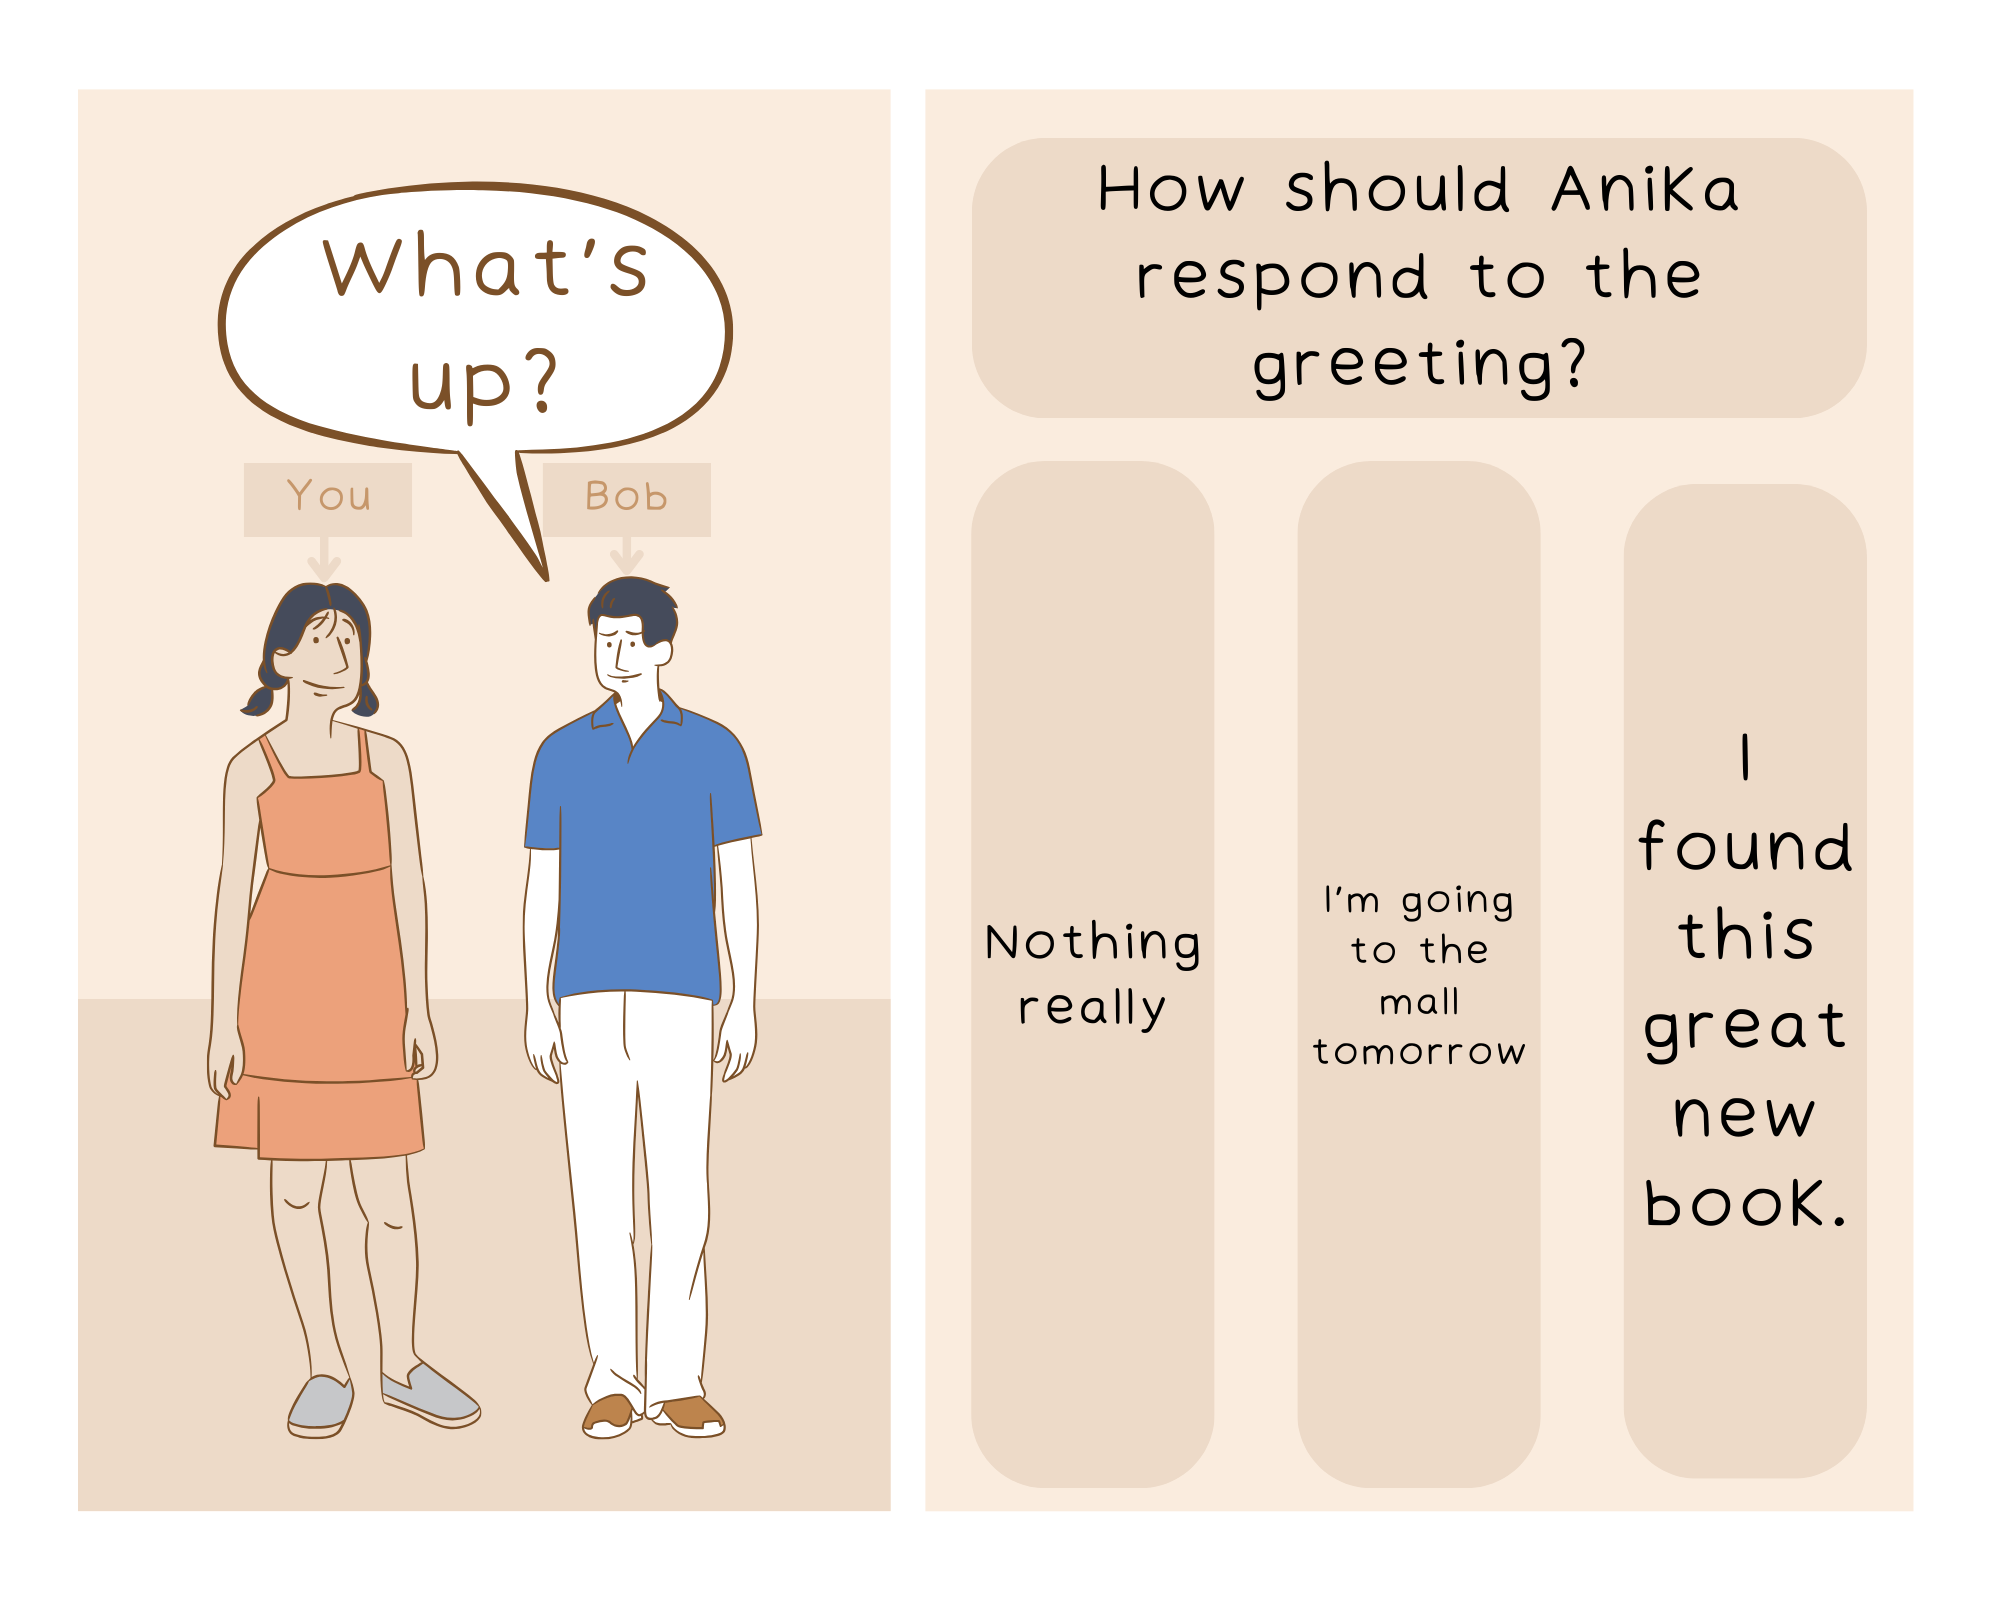 What's
up?
You
Bob
How should Anika
respond to the
greeting?
Nothing
really
I'm going
to the
mall
tomorrow
I
found
this
great
new
book.